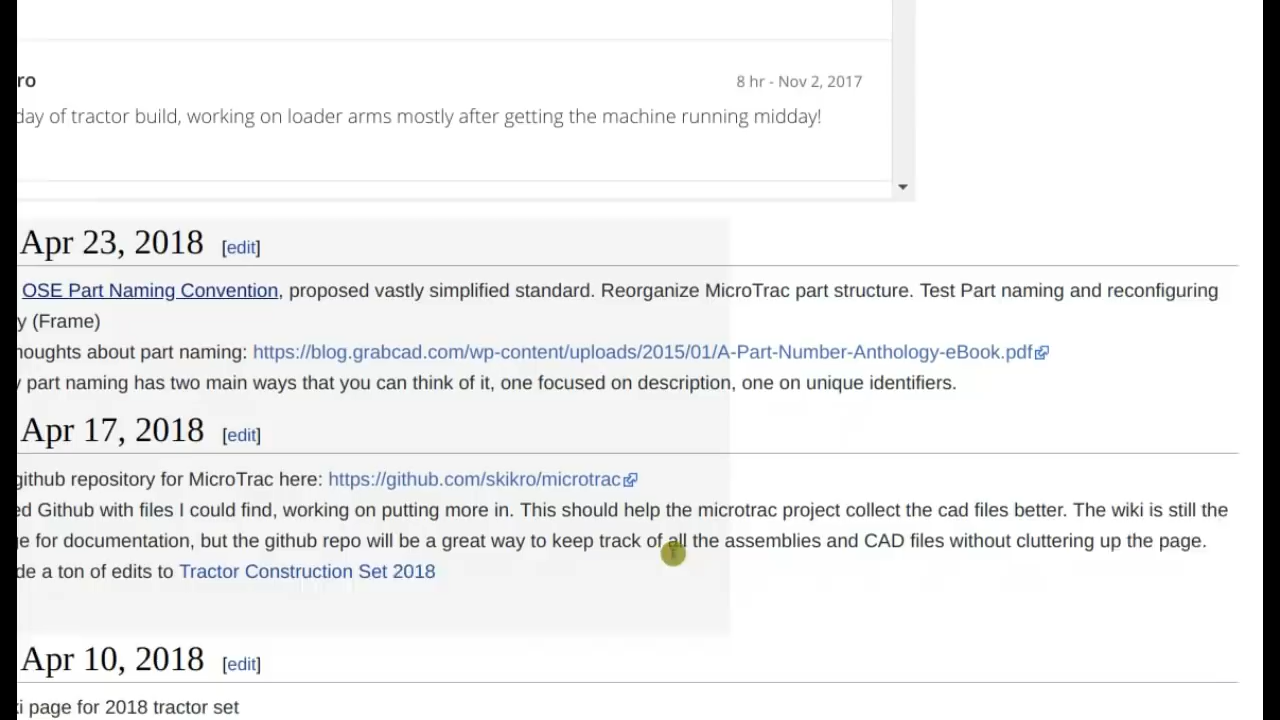 ro
8 hr - Nov 2, 2017
day of tractor build, working on loader arms mostly after getting the machine running midday!
Apr 23, 2018 [edit]
OSE Part Naming Convention, proposed vastly simplified standard. Reorganize MicroTrac part structure. Test Part naming and reconfiguring
y (Frame)
houghts about part naming: https://blog.grabcad.com/wp-content/uploads/2015/01/A-Part-Number-Anthology-eBook.pdf
y part naming has two main ways that you can think of it, one focused on description, one on unique identifiers.
Apr 17, 2018 [edit]
github repository for MicroTrac here: https://github.com/skikro/microtrac
ed Github with files I could find, working on putting more in. This should help the microtrac project collect the cad files better. The wiki is still the
e for documentation, but the github repo will be a great way to keep track of all the assemblies and CAD files without cluttering up the page.
de a ton of edits to Tractor Construction Set 2018
Apr 10, 2018 [edit]
ki page for 2018 tractor set